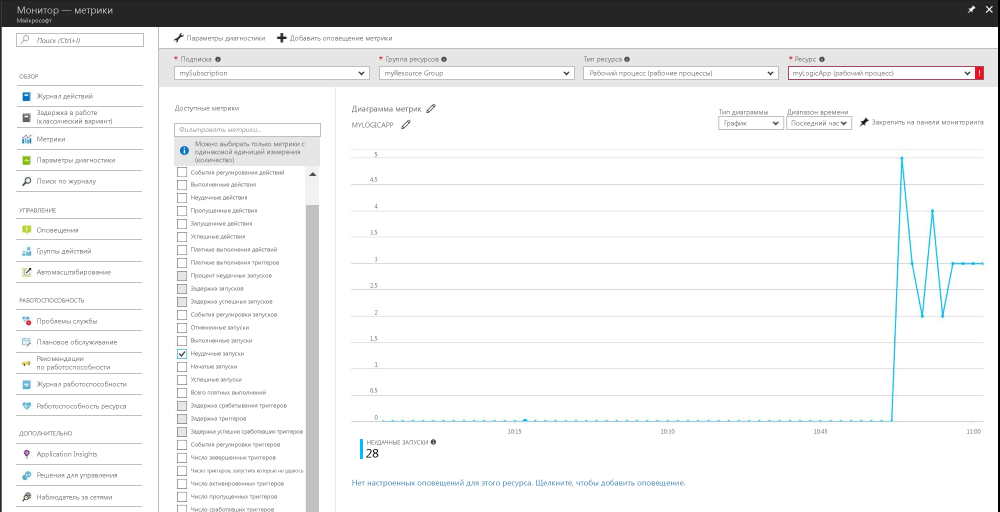 Монитор — метрики
Майкрософт
Поиск (Ctrl+/)
ОБЗОР
Журнал действий
Задержка в работе
(классический вариант)
Метрики
Параметры диагностики
Поиск по журналу
УПРАВЛЕНИЕ
Оповещения
Группы действий
Автомасштабирование
РАБОТОСПОСОБНОСТЬ
Проблемы службы
Плановое обслуживание
Рекомендации
по работоспособности
Журнал работоспособности
Работоспособность ресурса
ДОПОЛНИТЕЛЬНО
Application Insights
Решения для управления
Наблюдатель за сетями
Параметры диагностики
Добавить оповещение метрики
* Подписка
mySubscription
* Группа ресурсов
myResource Group
Тип ресурса
Рабочий процесс (рабочие процессы)
* Ресурс
myLogicApp (рабочий процесс)
!
Доступные метрики
Фильтровать метрики...
Можно выбирать только метрики с
одинаковой единицей измерения
(количество)
События регулирования действий
Выполненные действия
Неудачные действия
Пропущенные действия
Запущенные действия
Успешные действия
Платные выполнения действий
Платные выполнения триггеров
Процент неудачных запусков
Задержка запусков
Задержка успешных запусков
События регулировки запусков
Отмененные запуски
Выполненные запуски
Неудачные запуски
Начатые запуски
Успешные запуски
Всего платных выполнений
Задержка срабатывания триггеров
Задержка триггеров
Задержка успешно сработавших триггеров
События регулировки триггеров
Число завершенных триггеров
Число триггеров, запустить которые не удалось
Число активированных триггеров
Число пропущенных триггеров
Число сработавших триггеров
Диаграмма метрик
MYLOGICAPP
Тип диаграммы
График
Диапазон времени
Последний час
Закрепить на панели мониторинга
5
4.5
4
3.5
3
2.5
2
1.5
1
0.5
0
10:15
10:30
10:45
11:00
НЕУДАЧНЫЕ ЗАПУСКИ
28
Нет настроенных оповещений для этого ресурса. Щелкните, чтобы добавить оповещение.